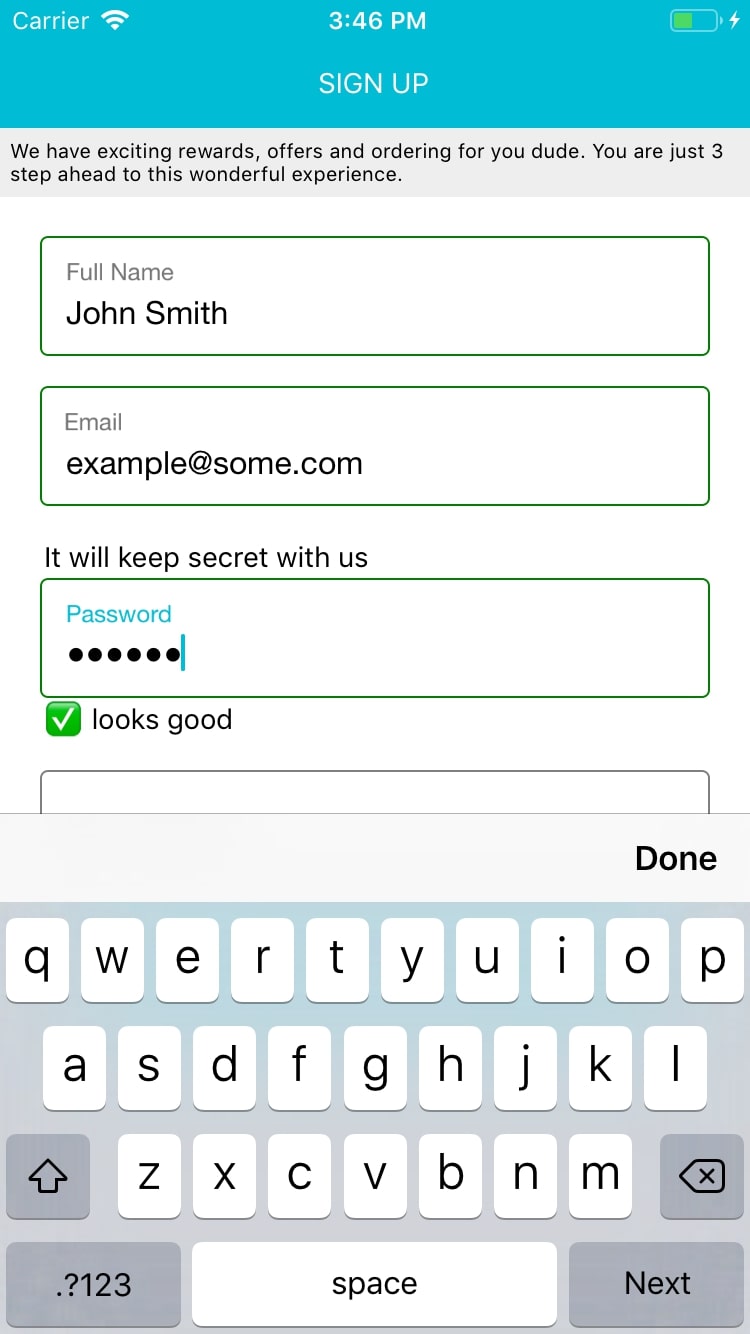 Carrier 3:46 PM
SIGN UP
We have exciting rewards, offers and ordering for you dude. You are just 3
step ahead to this wonderful experience.
Full Name
John Smith
Email
example@some.com
It will keep secret with us
Password
••••••
✅ looks good
Done
q w e r t y u i o p
a s d f g h j k l
z x c v b n m
.?123 space Next